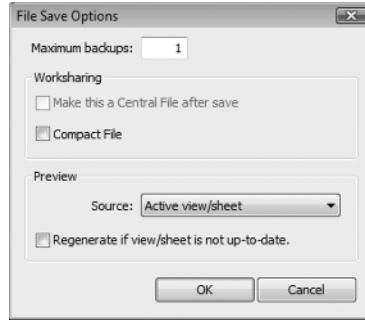 File Save Options
Maximum backups: 1
Worksharing
Make this a Central File after save
Compact File
Preview
Source: Active view/sheet
Regenerate if view/sheet is not up-to-date.
OK Cancel